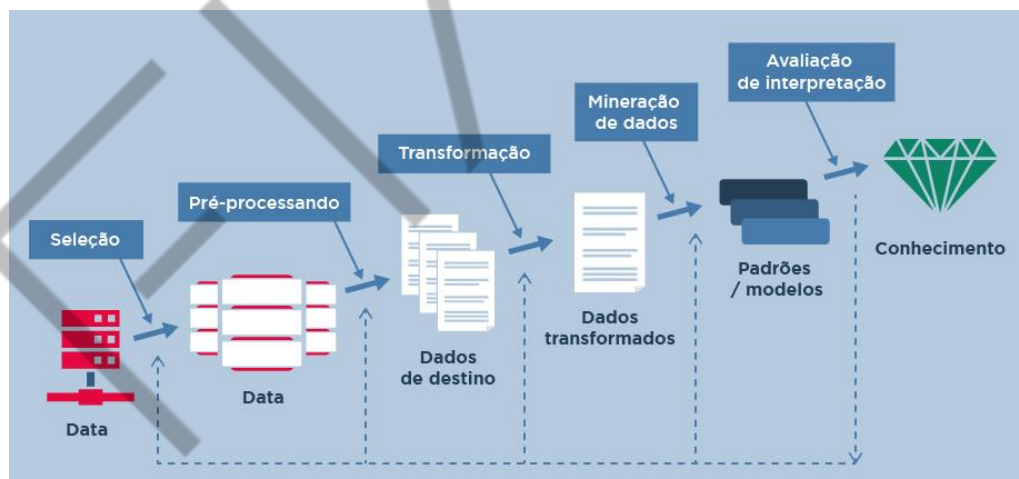 Avaliação
de interpretação
Mineração
de dados
Transformação
Pré-processando
Seleção
Conhecimento
Padrões
/ modelos
Dados
transformados
Dados
de destino
Data
Data